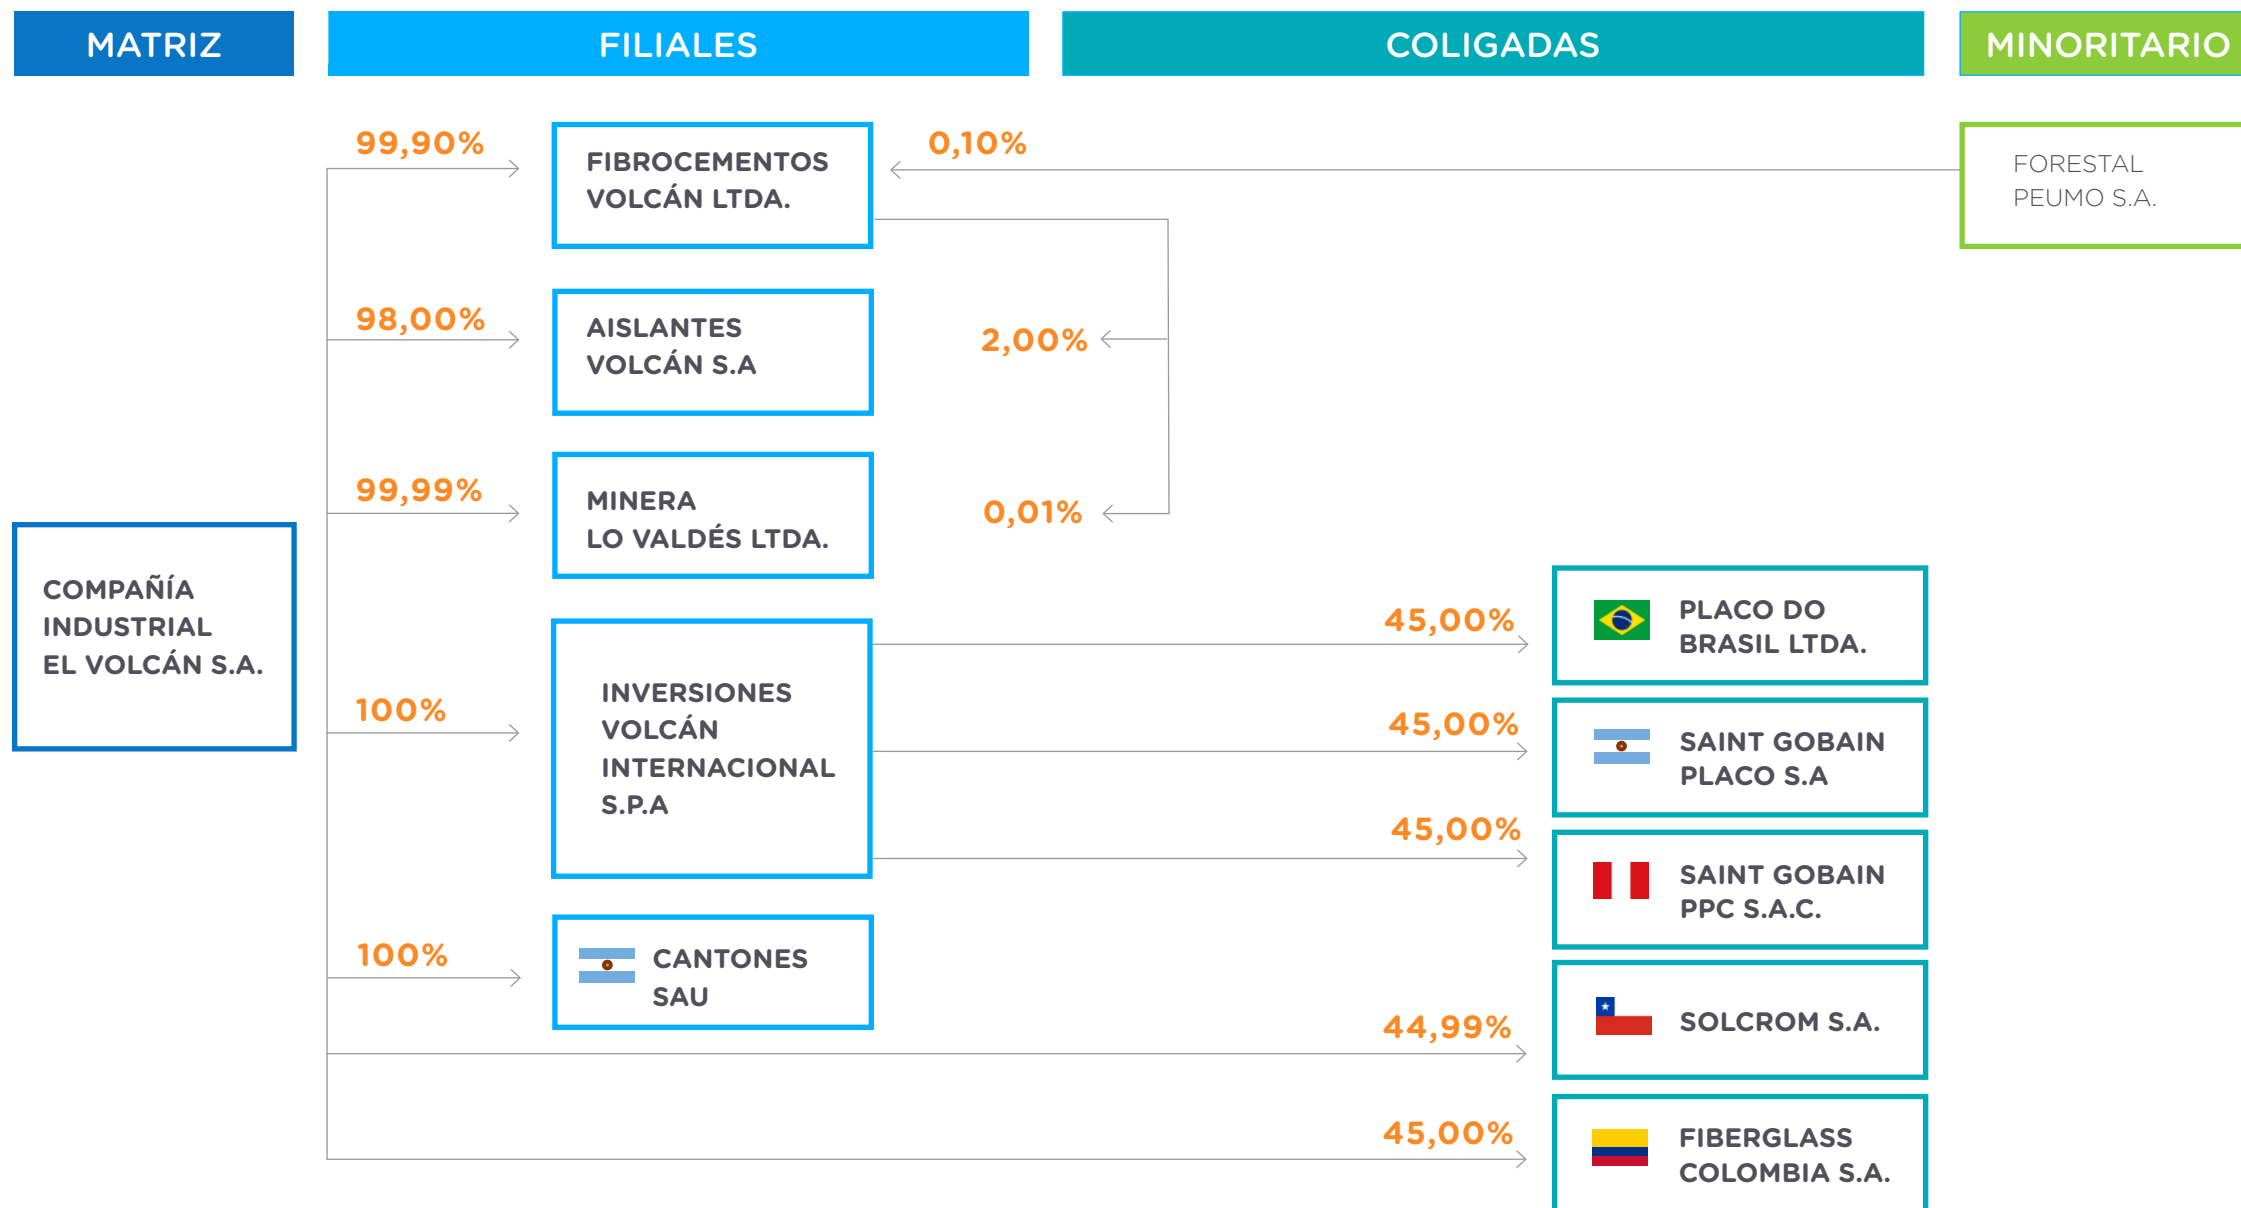 MATRIZ
FILIALES
COLIGADAS
MINORITARIO
99,90%
FIBROCEMENTOS
VOLCÁN LTDA.
0,10%
FORESTAL
PEUMO S.A.
98,00%
AISLANTES
VOLCÁN S.A
2,00%
99,99%
MINERA
LO VALDÉS LTDA.
0,01%
COMPAÑÍA
INDUSTRIAL
EL VOLCÁN S.A.
100%
INVERSIONES
VOLCÁN
INTERNACIONAL
S.P.A
45,00%
PLACO DO
BRASIL LTDA.
45,00%
SAINT GOBAIN
PLACO S.A
45,00%
SAINT GOBAIN
PPC S.A.C.
100%
CANTONES
SAU
44,99%
SOLCROM S.A.
45,00%
FIBERGLASS
COLOMBIA S.A.